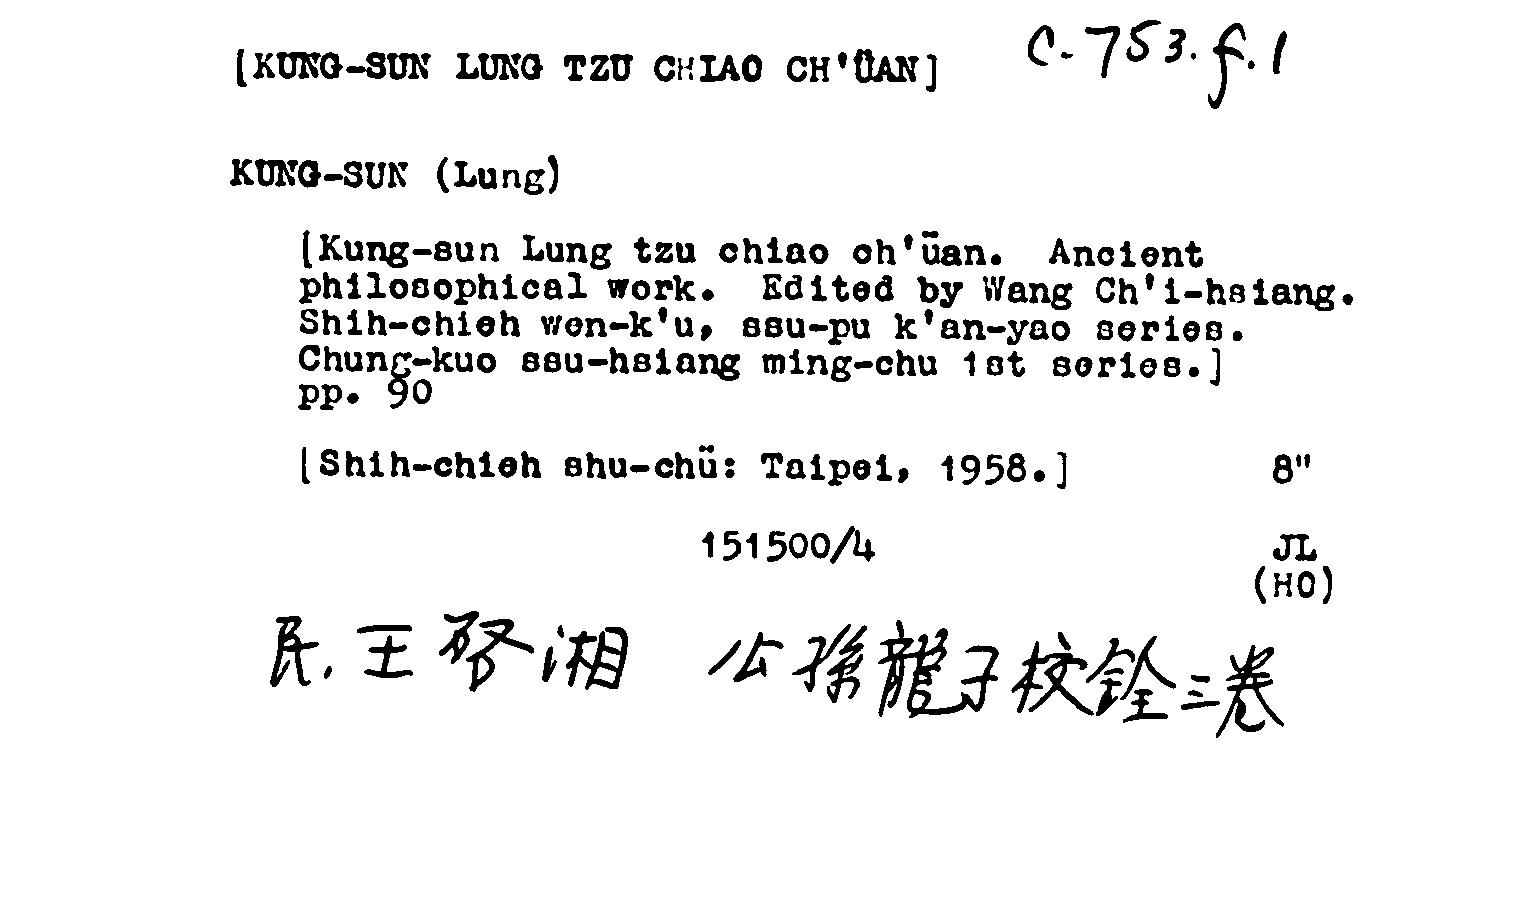 [KUNG-SUN LUNG TZU CHIAO CH'ÜAN] C.753.f.1
KUNG-SUN (Lung)
[Kung-sun Lung tzu chiao ch'üan. Ancient
philosophical work. Edited by Wang Ch'i-hsiang.
Shih-chieh wen-k'u, ssu-pu k'an-yao series.
Chung-kuo ssu-hsiang ming-chu 1st series.]
pp. 90
[Shih-chieh shu-chü: Taipei, 1958.] 8"
151500/4 JL
(HO)
民. 王啓湘 公孫龍子校銓三卷